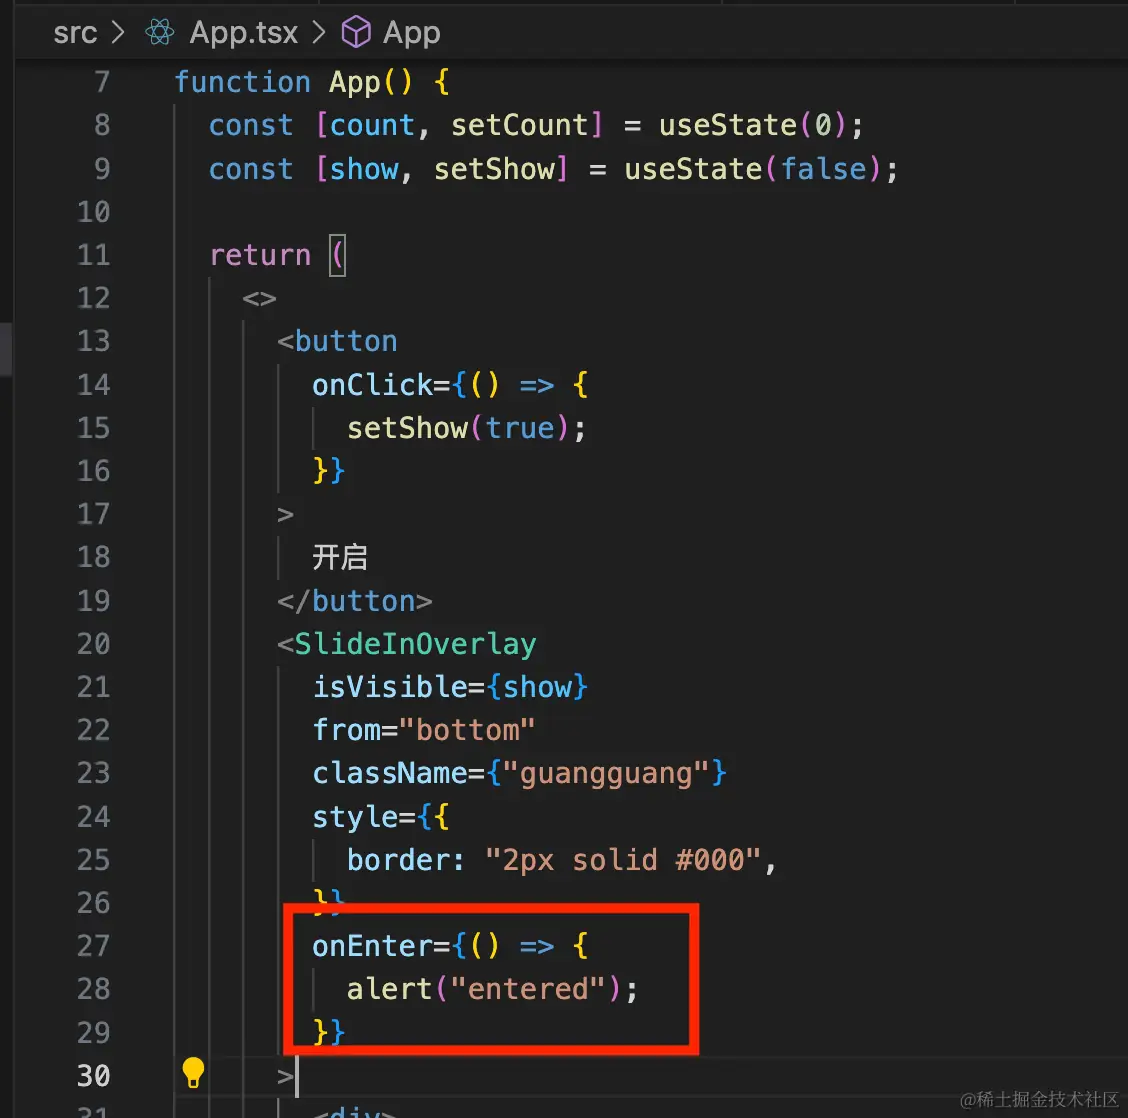 src > App.tsx > App
7 function App() {
8 const [count, setCount] = useState(0);
9 const [show, setShow] = useState(false);
10
11 return (
12 <>
13 <button
14 onClick={() => {
15 setShow(true);
16 }}
17 >
18 开启
19 </button>
20 <SlideInOverlay
21 isVisible={show}
22 from="bottom"
23 className={"guangguang"}
24 style={{
25 border: "2px solid #000",
26 }}
27 onEnter={() => {
28 alert("entered");
29 }}
30 >
31 <div>
@稀土掘金技术社区